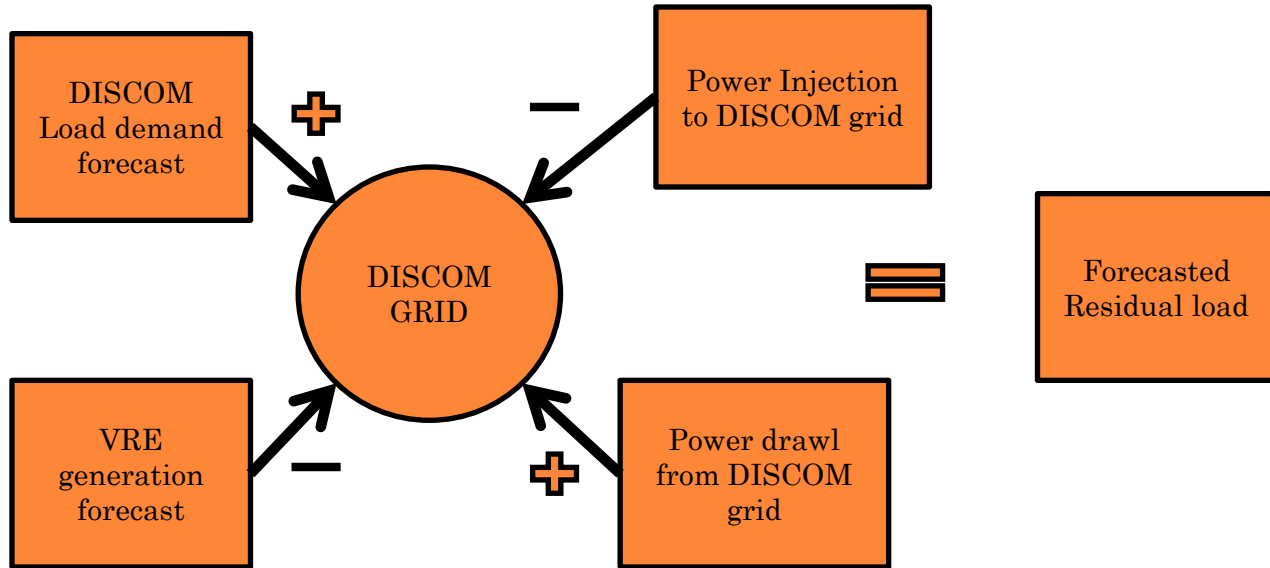 DISCOM
Load demand
forecast
Power Injection
to DISCOM grid
DISCOM
GRID
Forecasted
Residual load
VRE
generation
forecast
Power drawl
from DISCOM
grid